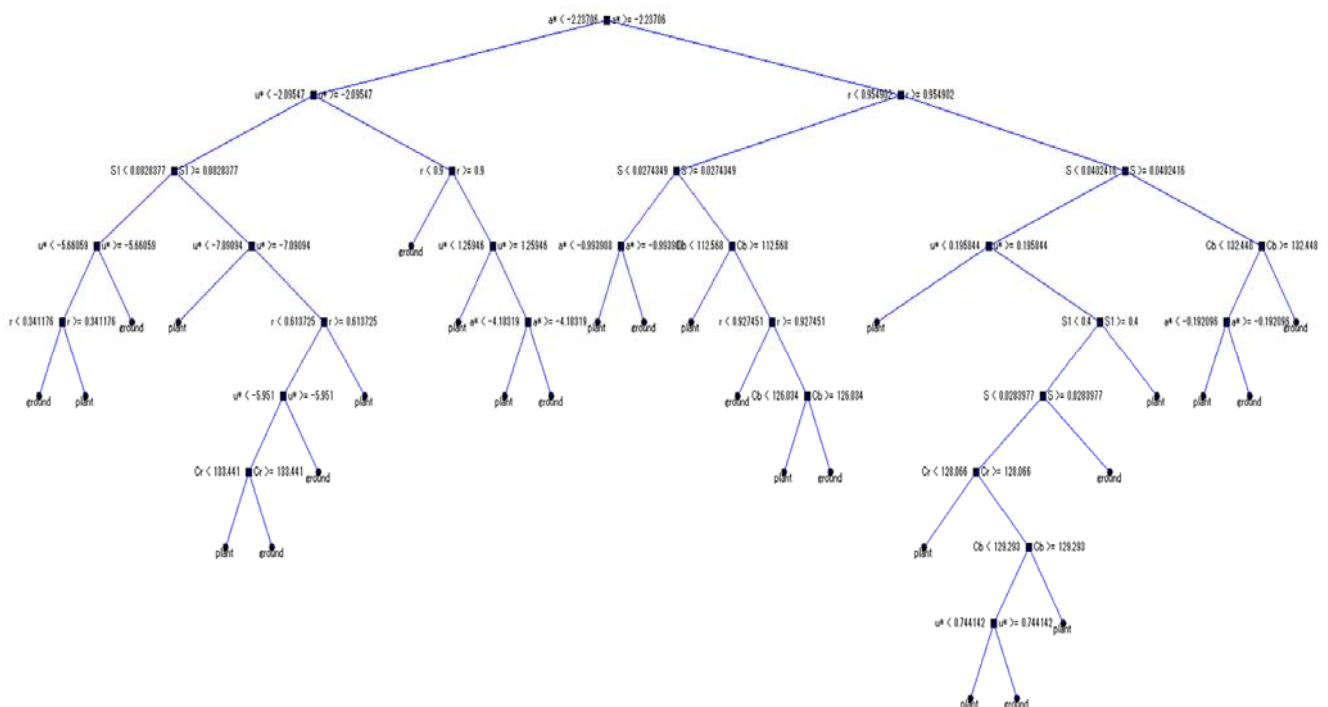 a* < -2.23706 a* >= -2.23706
u* < -2.09547 u* >= -2.09547 r < 0.954902 r >= 0.954902
S1 < 0.0828377 S1 >= 0.0828377 r < 0.9 r >= 0.9 S < 0.0274349 S >= 0.0274349 S < 0.0402416 S >= 0.0402416
u* < -5.66059 u* >= -5.66059 u* < -7.09094 u* >= -7.09094 ground u* < 1.25946 u* >= 1.25946 a* < -0.993908 a* >= -0.993908 Cb < 112.568 Cb >= 112.568 u* < 0.195844 u* >= 0.195844 Cb < 132.448 Cb >= 132.448
r < 0.341176 r >= 0.341176 ground plant r < 0.613725 r >= 0.613725 plant a* < -4.18319 a* >= -4.18319 plant ground plant r < 0.927451 r >= 0.927451 plant S1 < 0.4 S1 >= 0.4 a* < -0.192096 a* >= -0.192096 ground
ground plant u* < -5.951 u* >= -5.951 plant plant ground ground Cb < 126.034 Cb >= 126.034 S < 0.0283977 S >= 0.0283977 plant plant ground
Cr < 133.441 Cr >= 133.441 ground plant ground Cr < 128.066 Cr >= 128.066 ground
plant ground plant Cb < 129.293 Cb >= 129.293
u* < 0.744142 u* >= 0.744142 plant
plant ground